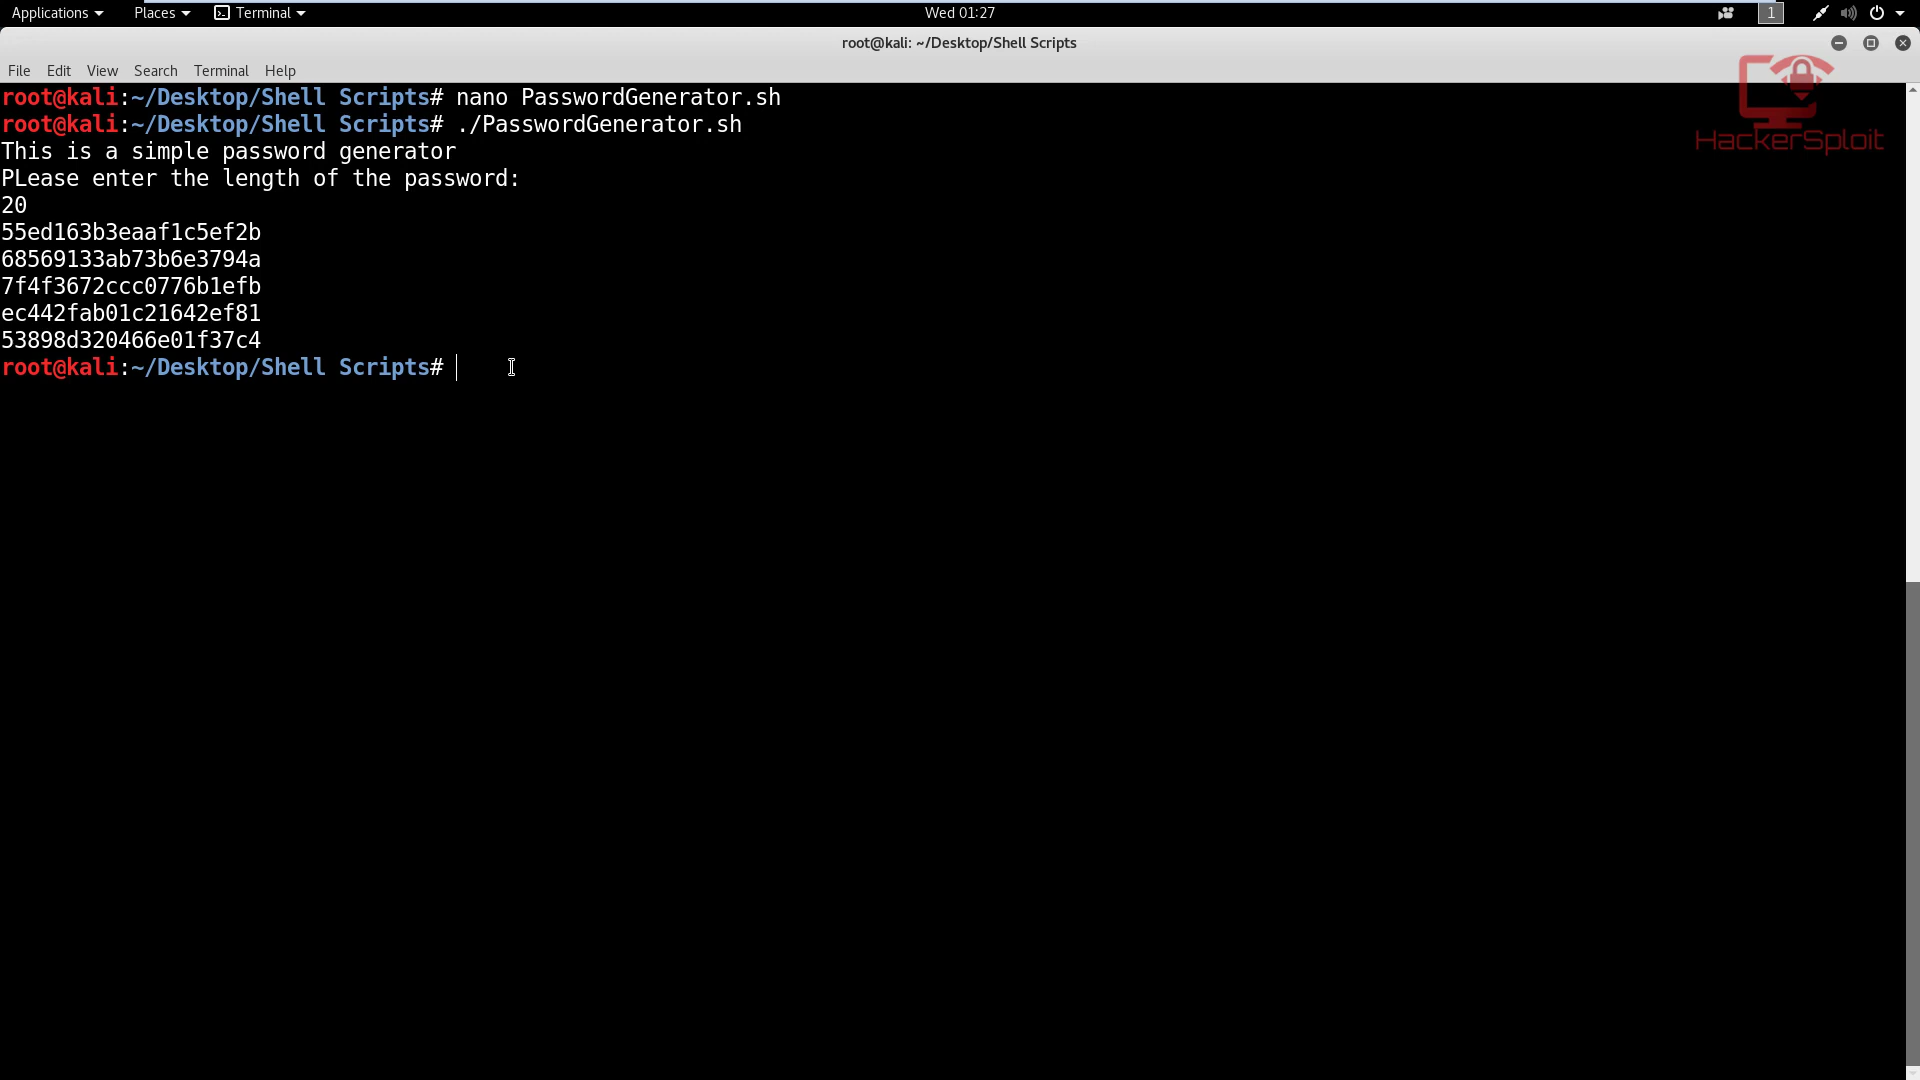 Applications Places Terminal Wed 01:27 1
root@kali: ~/Desktop/Shell Scripts
File Edit View Search Terminal Help
root@kali:~/Desktop/Shell Scripts# nano PasswordGenerator.sh
root@kali:~/Desktop/Shell Scripts# ./PasswordGenerator.sh
HackerSploit
This is a simple password generator
PLease enter the length of the password:
20
55ed163b3eaaf1c5ef2b
68569133ab73b6e3794a
7f4f3672ccc0776b1efb
ec442fab01c21642ef81
53898d320466e01f37c4
root@kali:~/Desktop/Shell Scripts#